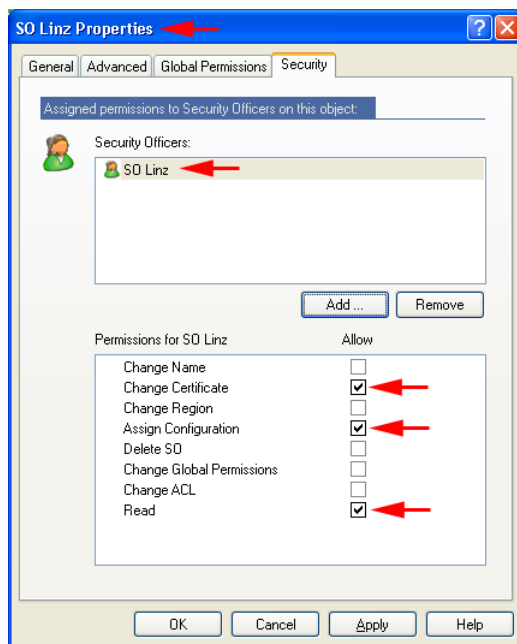 SO Linz Properties
General Advanced Global Permissions Security
Assigned permissions to Security Officers on this object:
Security Officers:
SO Linz
Add ... Remove
Permissions for SO Linz Allow
Change Name
Change Certificate
Change Region
Assign Configuration
Delete SO
Change Global Permissions
Change ACL
Read
OK Cancel Apply Help